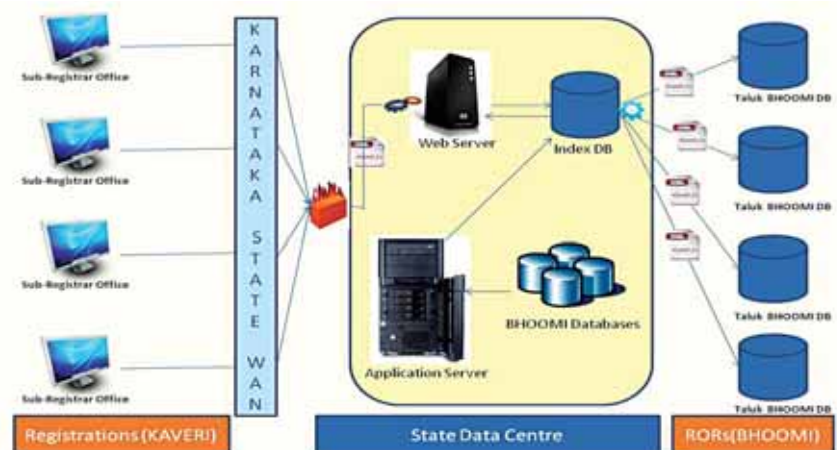 Sub-Registrar Office
Sub-Registrar Office
Sub-Registrar Office
Sub-Registrar Office
KARNATAKA STATE WAN
Web Server
Index DB
Application Server
BHOOMI Databases
Taluk BHOOMI DB
Taluk BHOOMI DB
Taluk BHOOMI DB
Taluk BHOOMI DB
Registrations (KAVERI)
State Data Centre
RORs(BHOOMI)